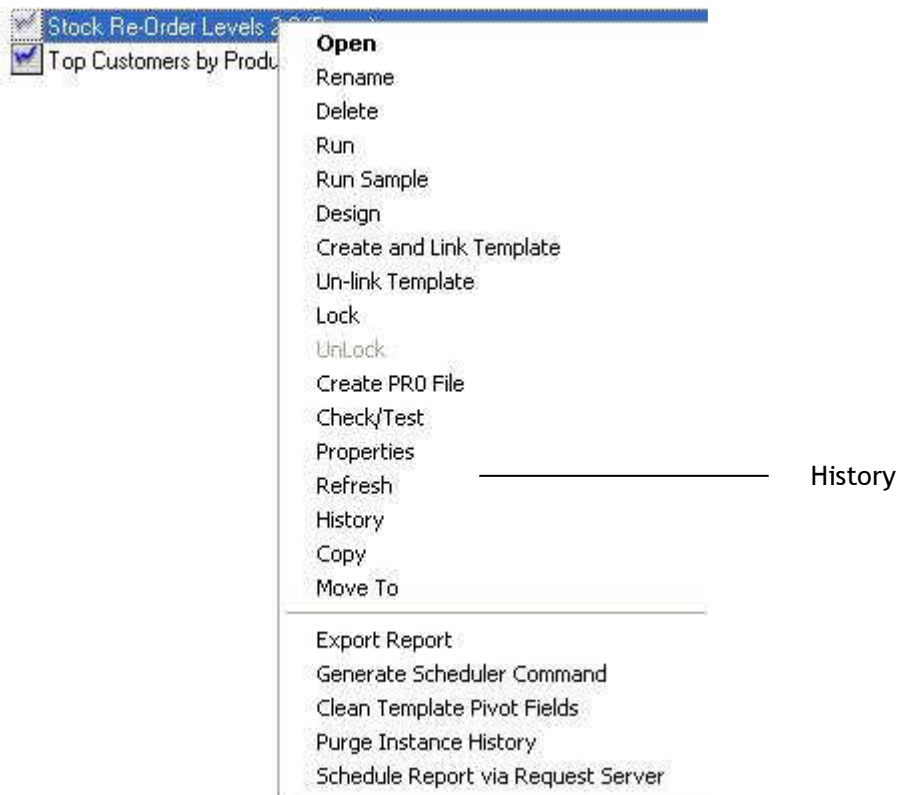 Stock Re-Order Levels
Top Customers by Produ
Open
Rename
Delete
Run
Run Sample
Design
Create and Link Template
Un-link Template
Lock
UnLock
Create PR0 File
Check/Test
Properties
Refresh
History
History
Copy
Move To
Export Report
Generate Scheduler Command
Clean Template Pivot Fields
Purge Instance History
Schedule Report via Request Server